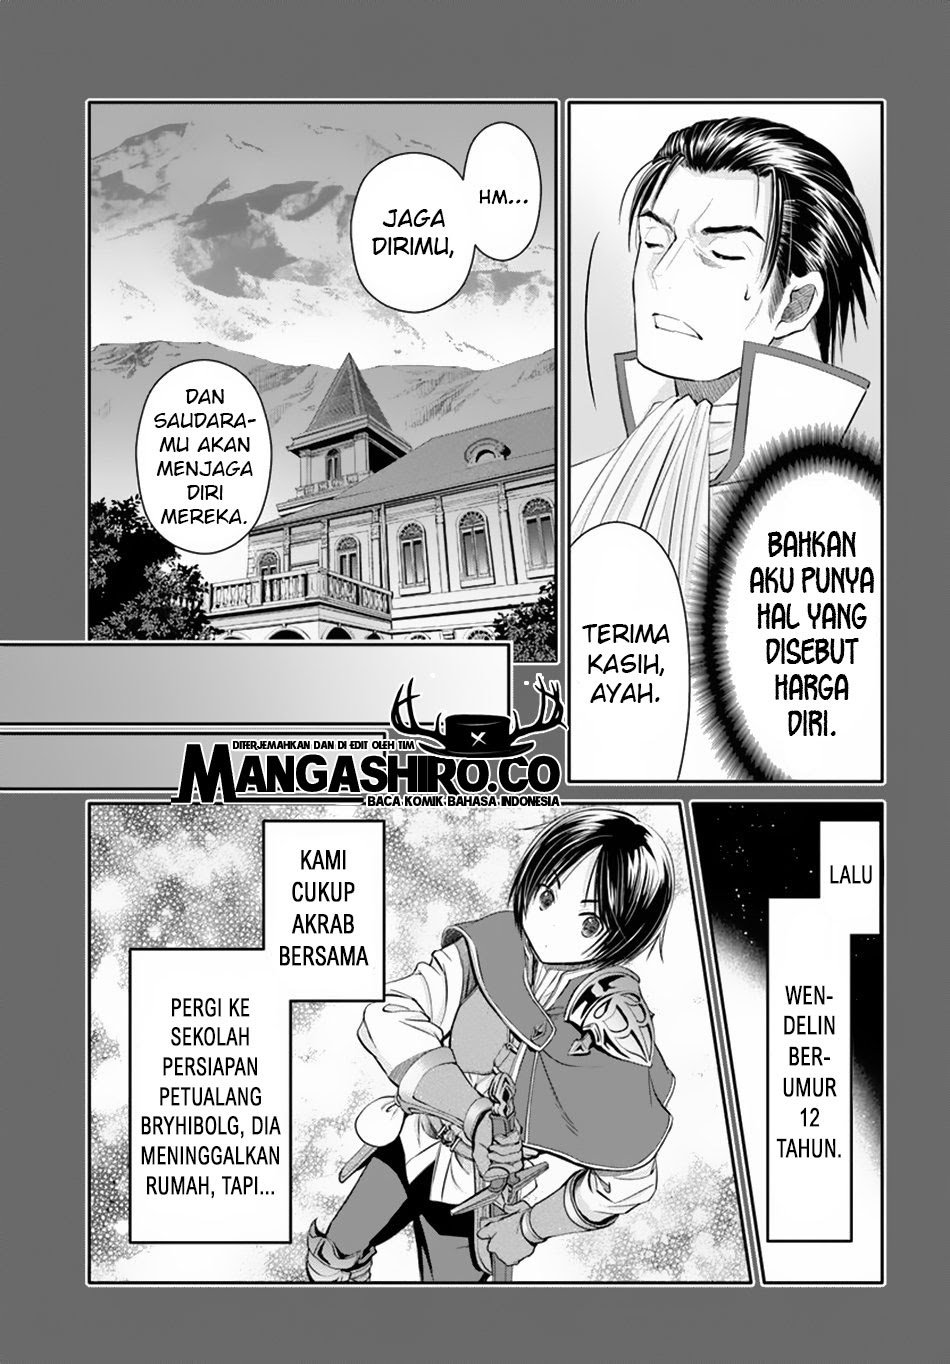 BAHKAN
AKU PUNYA
HAL YANG
DISEBUT
HARGA
DIRI.
TERIMA
KASIH,
AYAH.
HM...
JAGA
DIRIMU,
DAN
SAUDARA-
MU AKAN
MENJAGA
DIRI
MEREKA.
DITERJEMAHKAN DAN DI EDIT OLEH TIM
MANGASHIRO.CO
BACA KOMIK BAHASA INDONESIA
LALU
WEN-
DELIN
BER-
UMUR
12
TAHUN.
KAMI
CUKUP
AKRAB
BERSAMA
PERGI KE
SEKOLAH
PERSIAPAN
PETUALANG
BRYHIBOLG, DIA
MENINGGALKAN
RUMAH, TAPI...